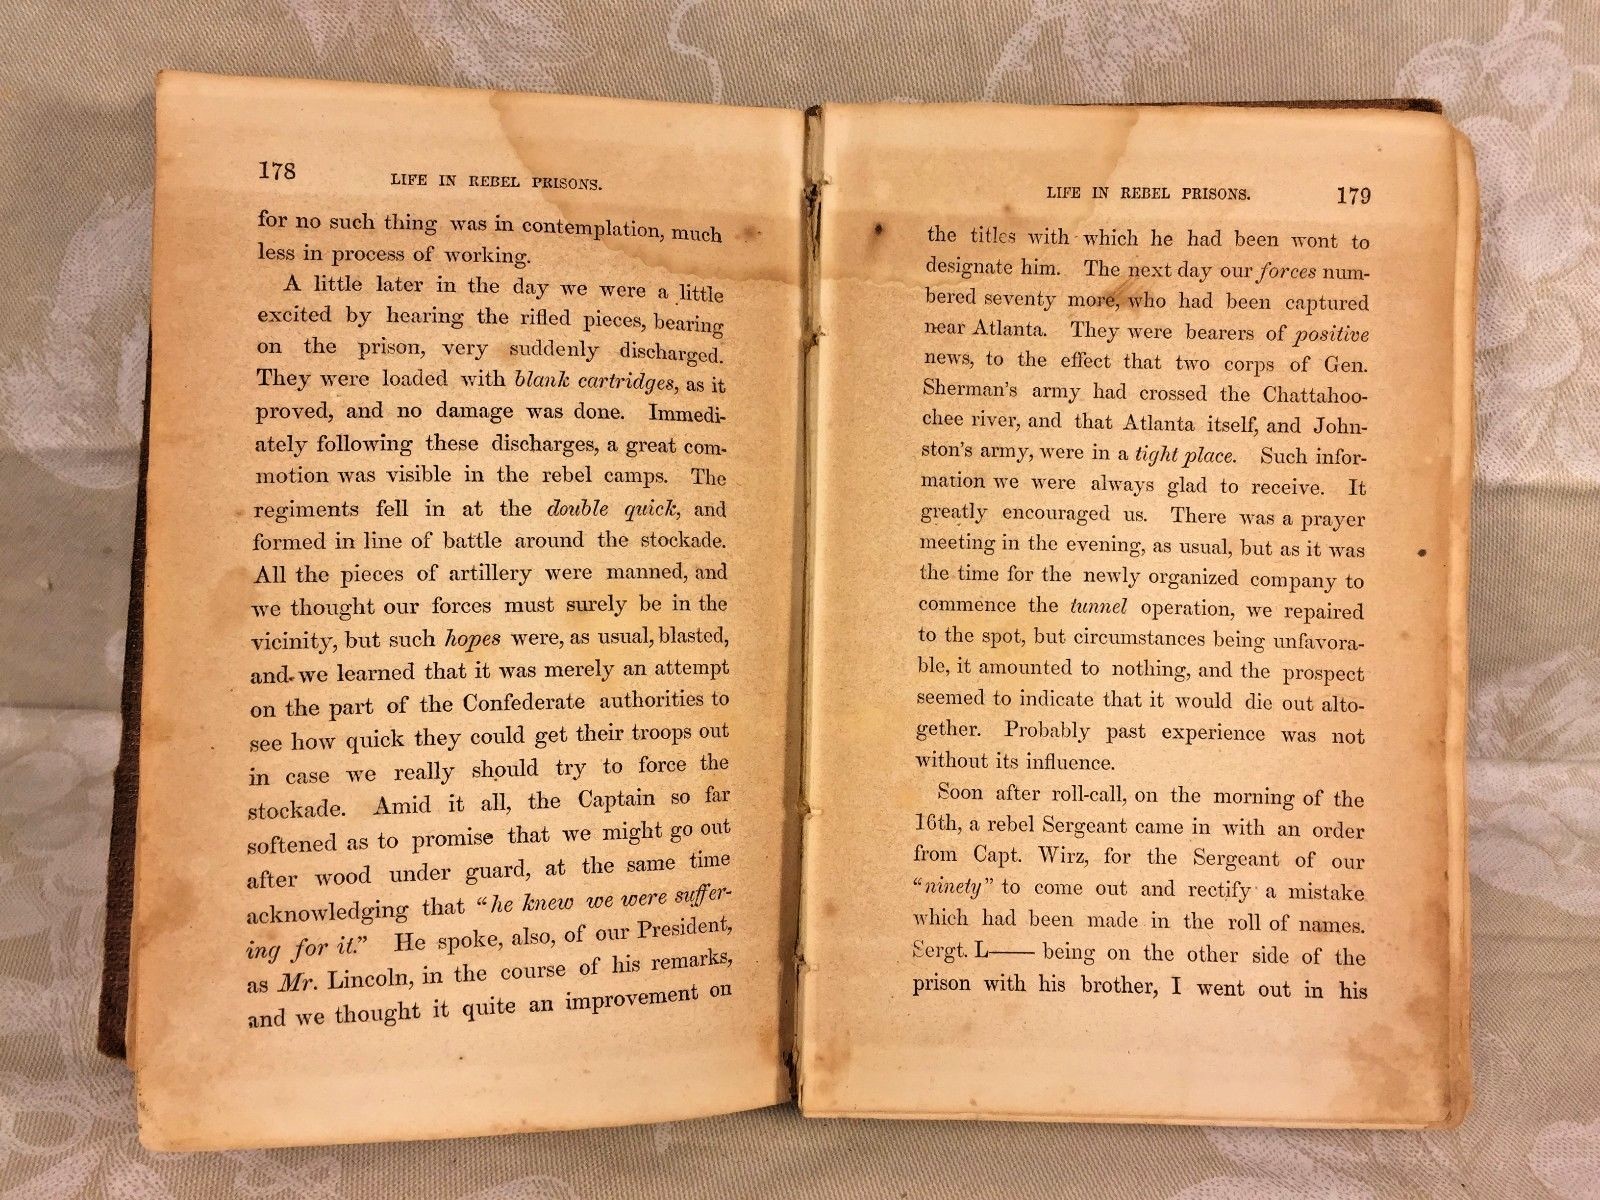 178
LIFE IN REBEL PRISONS.
for no such thing was in contemplation, much
less in process of working.
A little later in the day we were a little
excited by hearing the rifled pieces, bearing
on the prison, very suddenly discharged.
They were loaded with blank cartridges, as it
proved, and no damage was done. Immedi-
ately following these discharges, a great com-
motion was visible in the rebel camps. The
regiments fell in at the double quick, and
formed in line of battle around the stockade.
All the pieces of artillery were manned, and
we thought our forces must surely be in the
vicinity, but such hopes were, as usual, blasted,
and we learned that it was merely an attempt
on the part of the Confederate authorities to
see how quick they could get their troops out
in case we really should try to force the
stockade. Amid it all, the Captain so far
softened as to promise that we might go out
after wood under guard, at the same time
acknowledging that "he knew we were suffer-
ing for it." He spoke, also, of our President,
as Mr. Lincoln, in the course of his remarks,
and we thought it quite an improvement on
LIFE IN REBEL PRISONS.
179
the titles with which he had been wont to
designate him. The next day our forces num-
bered seventy more, who had been captured
near Atlanta. They were bearers of positive
news, to the effect that two corps of Gen.
Sherman's army had crossed the Chattahoo-
chee river, and that Atlanta itself, and John-
ston's army, were in a tight place. Such infor-
mation we were always glad to receive. It
greatly encouraged us. There was a prayer
meeting in the evening, as usual, but as it was
the time for the newly organized company to
commence the tunnel operation, we repaired
to the spot, but circumstances being unfavora-
ble, it amounted to nothing, and the prospect
seemed to indicate that it would die out alto-
gether. Probably past experience was not
without its influence.
Soon after roll-call, on the morning of the
16th, a rebel Sergeant came in with an order
from Capt. Wirz, for the Sergeant of our
"ninety" to come out and rectify a mistake
which had been made in the roll of names.
Sergt. L—— being on the other side of the
prison with his brother, I went out in his